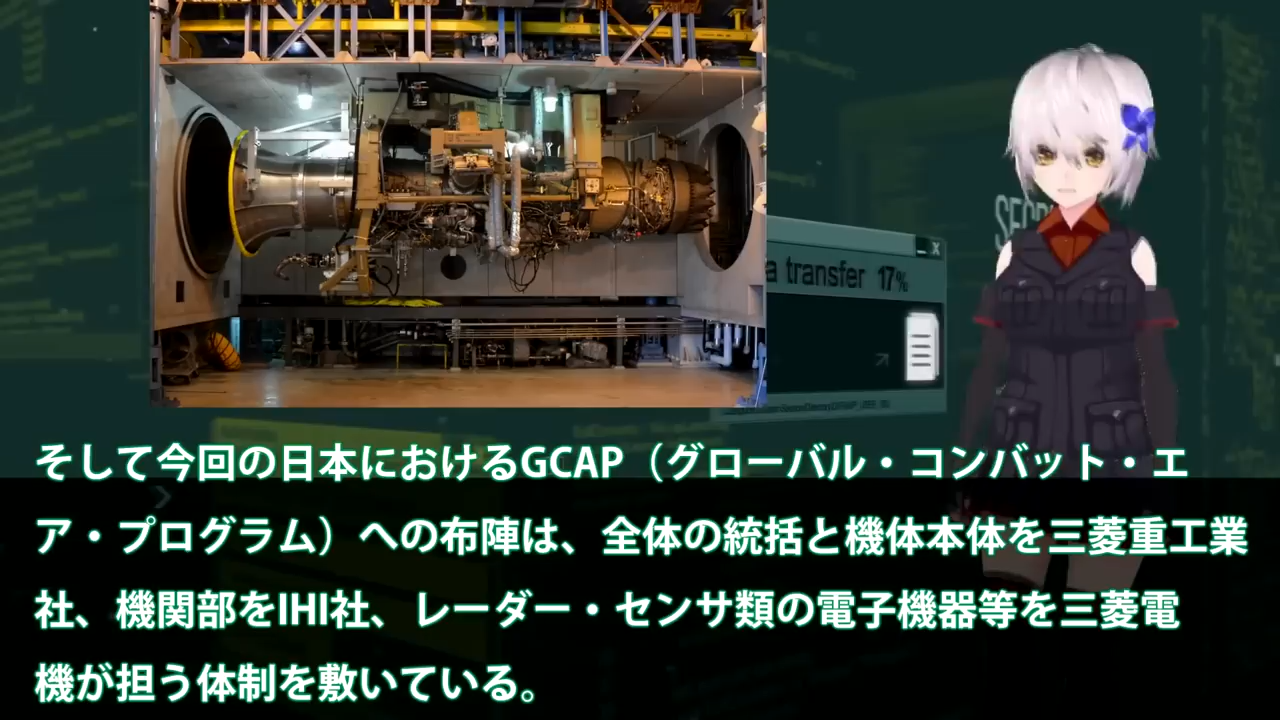 SEC
a transfer 17%
そして今回の日本におけるGCAP（グローバル・コンバット・エ
ア・プログラム）への布陣は、全体の統括と機体本体を三菱重工業
社、機関部をIHI社、レーダー・センサ類の電子機器等を三菱電
機が担う体制を敷いている。